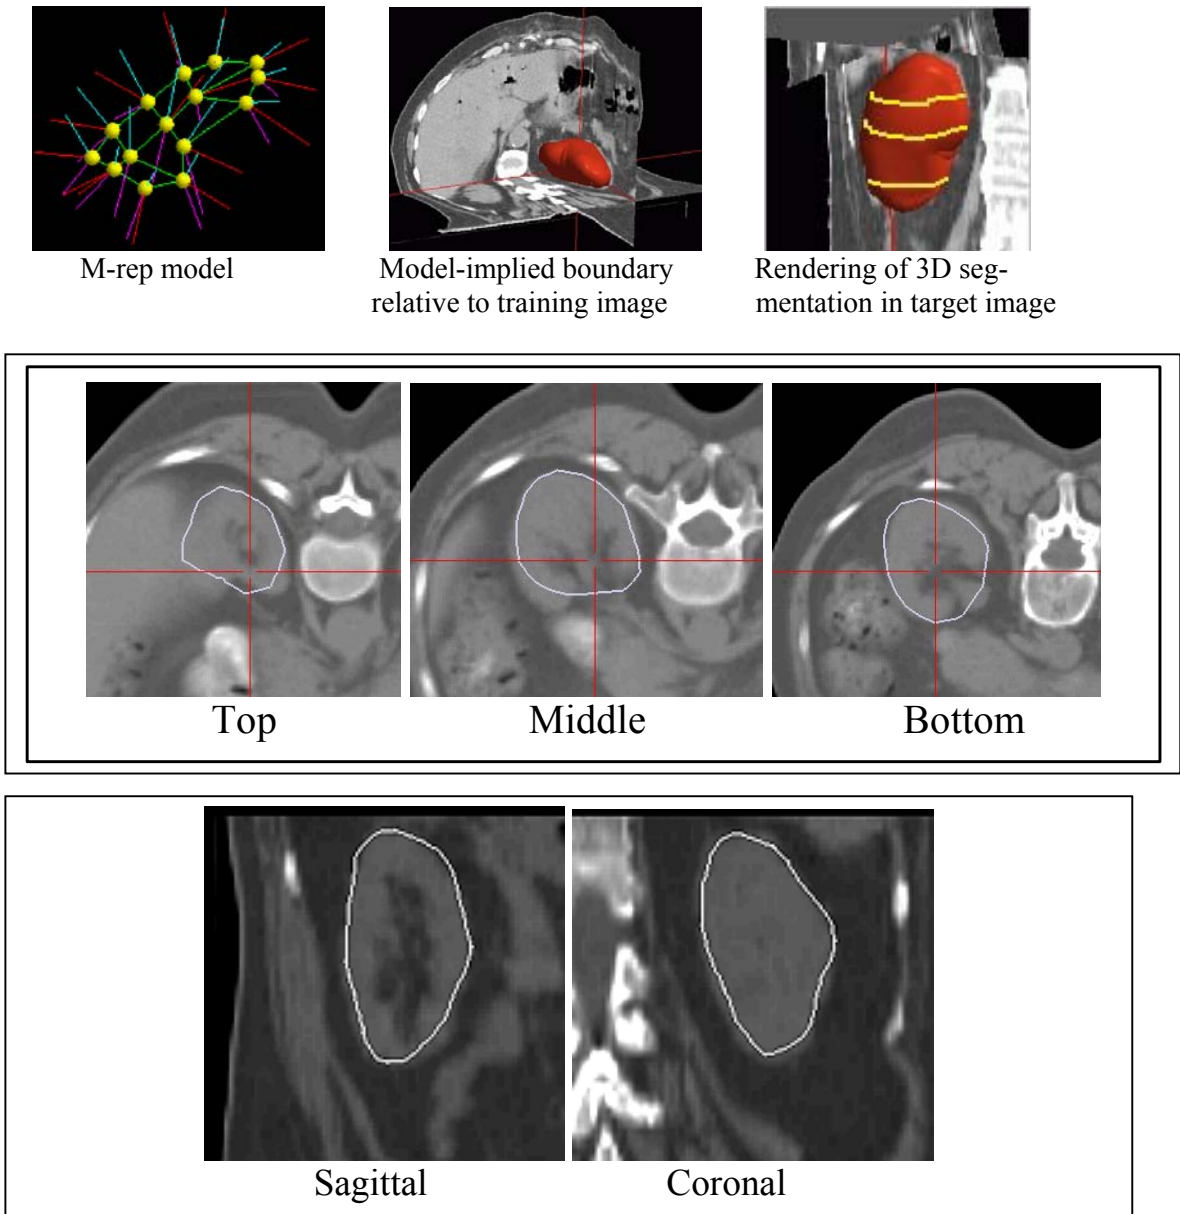 M-rep model
Model-implied boundary
relative to training image
Rendering of 3D seg-
mentation in target image
Top
Middle
Bottom
Sagittal
Coronal